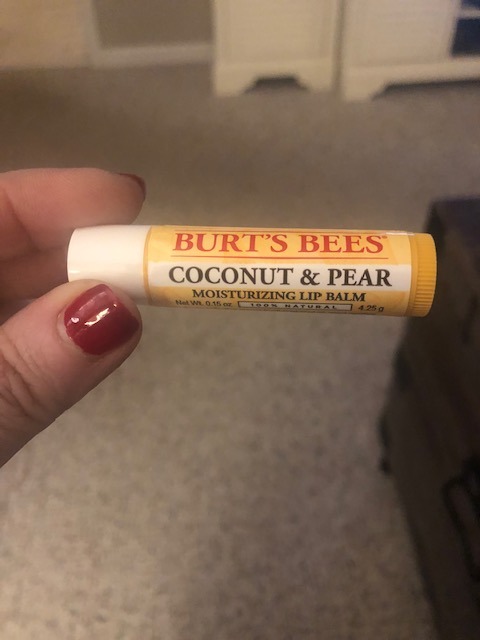 BURT'S BEES
COCONUT & PEAR
MOISTURIZING LIP BALM
Net Wt. 0.15 oz. 100% NATURAL 4.25 g